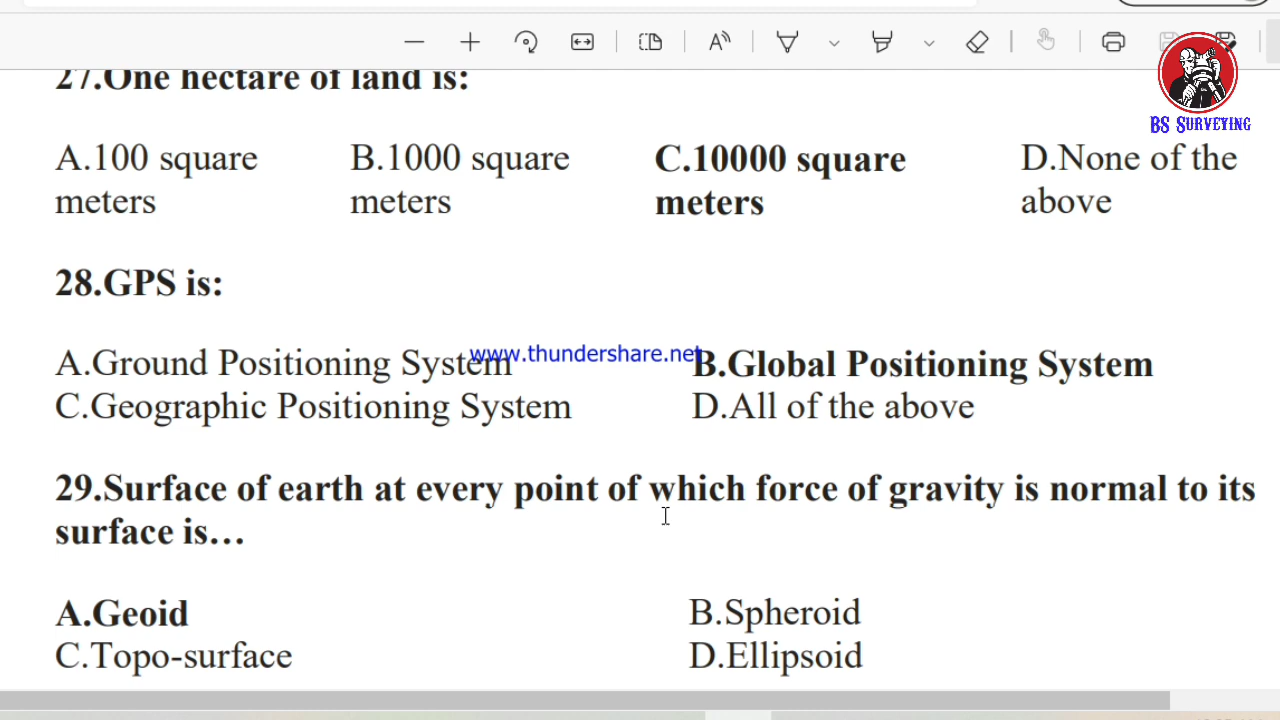 27.One hectare of land is:
BS SURVEYING
A.100 square meters
B.1000 square meters
C.10000 square meters
D.None of the above
28.GPS is:
A.Ground Positioning System
www.thundershare.net
B.Global Positioning System
C.Geographic Positioning System
D.All of the above
29.Surface of earth at every point of which force of gravity is normal to its
surface is…
A.Geoid
B.Spheroid
C.Topo-surface
D.Ellipsoid